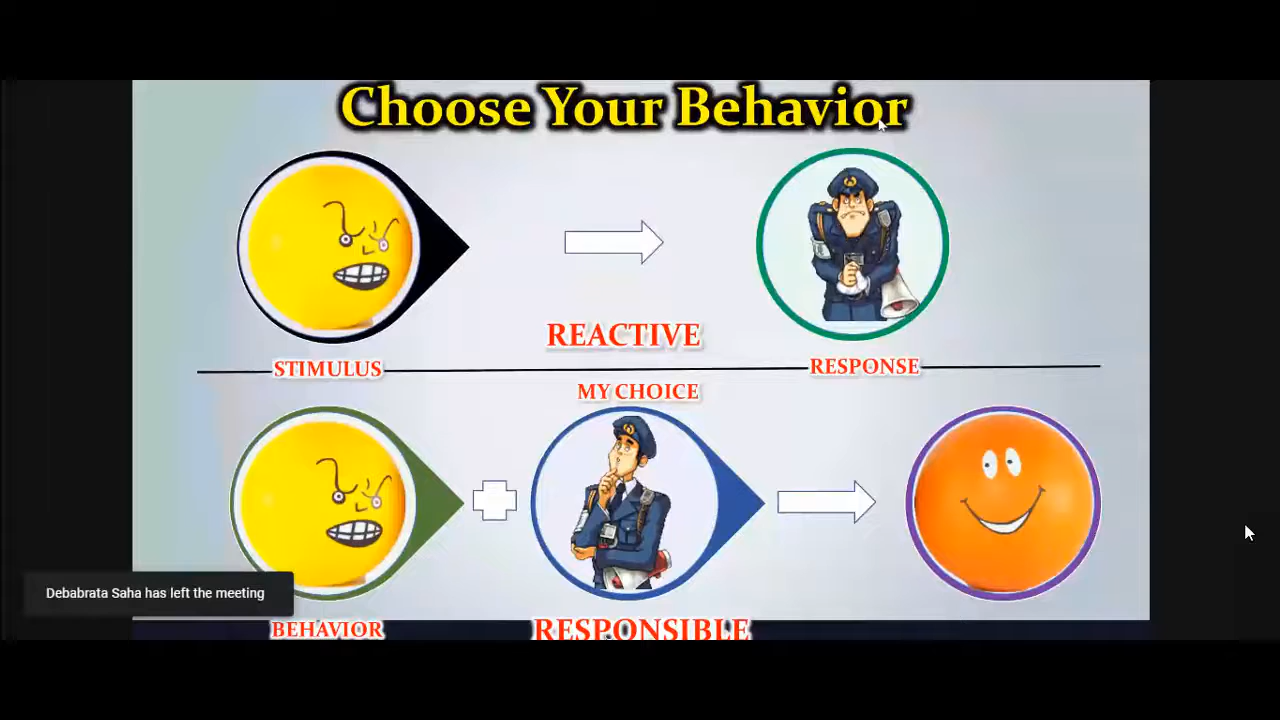 Choose Your Behavior
REACTIVE
STIMULUS
RESPONSE
MY CHOICE
Debabrata Saha has left the meeting
BEHAVIOR
RESPONSIBLE